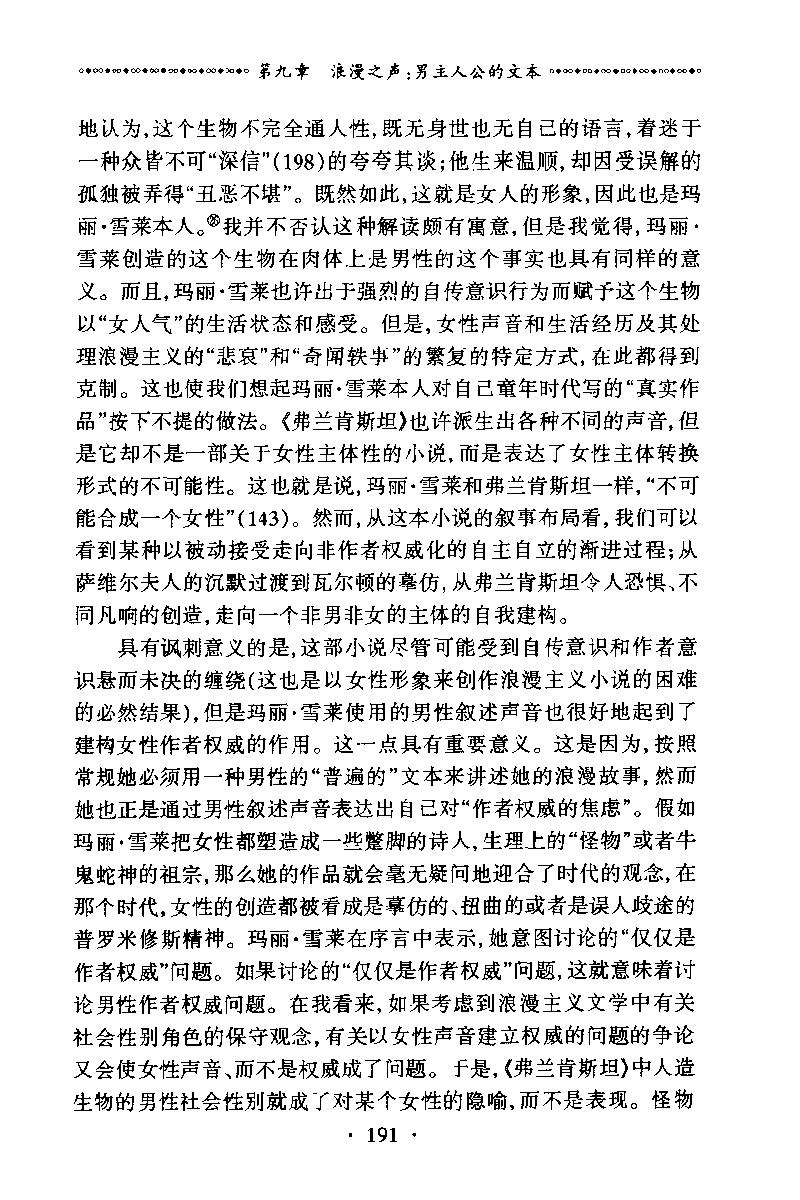 第九章 浪漫之声:男主人公的文本
地认为,这个生物不完全通人性,既无身世也无自己的语言,着迷于
一种众皆不可“深信”(198)的夸夸其谈;他生来温顺,却因受误解的
孤独被弄得“丑恶不堪”。既然如此,这就是女人的形象,因此也是玛
丽·雪莱本人。㊳我并不否认这种解读颇有寓意,但是我觉得,玛丽·
雪莱创造的这个生物在肉体上是男性的这个事实也具有同样的意
义。而且,玛丽·雪莱也许出于强烈的自传意识行为而赋予这个生物
以“女人气”的生活状态和感受。但是,女性声音和生活经历及其处
理浪漫主义的“悲哀”和“奇闻轶事”的繁复的特定方式,在此都得到
克制。这也使我们想起玛丽·雪莱本人对自己童年时代写的“真实作
品”按下不提的做法。《弗兰肯斯坦》也许派生出各种不同的声音,但
是它却不是一部关于女性主体性的小说,而是表达了女性主体转换
形式的不可能性。这也就是说,玛丽·雪莱和弗兰肯斯坦一样,“不可
能合成一个女性”(143)。然而,从这本小说的叙事布局看,我们可以
看到某种以被动接受走向非作者权威化的自主自立的渐进过程;从
萨维尔夫人的沉默过渡到瓦尔顿的摹仿,从弗兰肯斯坦令人恐惧、不
同凡响的创造,走向一个非男非女的主体的自我建构。
具有讽刺意义的是,这部小说尽管可能受到自传意识和作者意
识悬而未决的缠绕(这也是以女性形象来创作浪漫主义小说的困难
的必然结果),但是玛丽·雪莱使用的男性叙述声音也很好地起到了
建构女性作者权威的作用。这一点具有重要意义。这是因为,按照
常规她必须用一种男性的“普遍的”文本来讲述她的浪漫故事,然而
她也正是通过男性叙述声音表达出自己对“作者权威的焦虑”。假如
玛丽·雪莱把女性都塑造成一些蹩脚的诗人,生理上的“怪物”或者牛
鬼蛇神的祖宗,那么她的作品就会毫无疑问地迎合了时代的观念,在
那个时代,女性的创造都被看成是摹仿的、扭曲的或者是误人歧途的
普罗米修斯精神。玛丽·雪莱在序言中表示,她意图讨论的“仅仅是
作者权威”问题。如果讨论的“仅仅是作者权威”问题,这就意味着讨
论男性作者权威问题。在我看来,如果考虑到浪漫主义文学中有关
社会性别角色的保守观念,有关以女性声音建立权威的问题的争论
又会使女性声音、而不是权威成了问题。于是,《弗兰肯斯坦》中人造
生物的男性社会性别就成了对某个女性的隐喻,而不是表现。怪物
· 191 ·